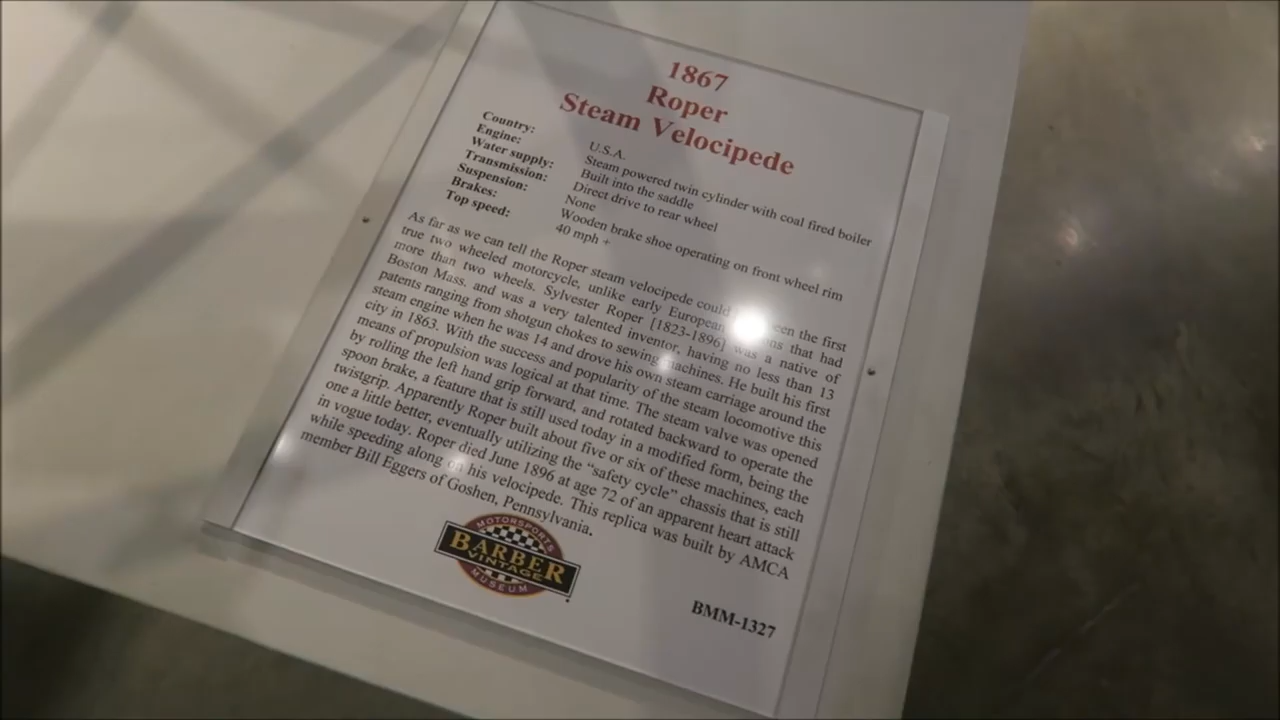 1867
Roper
Steam Velocipede
Country: U.S.A.
Engine: Steam powered twin cylinder with coal fired boiler
Water supply: Built into the saddle
Transmission: Direct drive to rear wheel
Suspension: None
Brakes: Wooden brake shoe operating on front wheel rim
Top speed: 40 mph +
As far as we can tell the Roper steam velocipede could een the first
true two wheeled motorcycle, unlike early European ons that had
more than two wheels. Sylvester Roper [1823-1896] was a native of
Boston Mass. and was a very talented inventor, having no less than 13
patents ranging from shotgun chokes to sewing machines. He built his first
steam engine when he was 14 and drove his own steam carriage around the
city in 1863. With the success and popularity of the steam locomotive this
means of propulsion was logical at that time. The steam valve was opened
by rolling the left hand grip forward, and rotated backward to operate the
spoon brake, a feature that is still used today in a modified form, being the
twistgrip. Apparently Roper built about five or six of these machines, each
one a little better, eventually utilizing the "safety cycle" chassis that is still
in vogue today. Roper died June 1896 at age 72 of an apparent heart attack
while speeding along on his velocipede. This replica was built by AMCA
member Bill Eggers of Goshen, Pennsylvania.
MOTORSPORTS
BARBER
VINTAGE
MUSEUM
BMM-1327